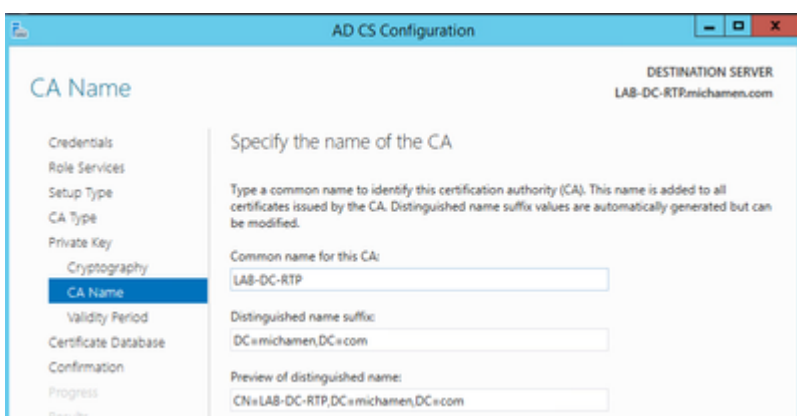 AD CS Configuration
DESTINATION SERVER
LAB-DC-RTP.michamen.com
CA Name
Credentials
Role Services
Setup Type
CA Type
Private Key
Cryptography
CA Name
Validity Period
Certificate Database
Confirmation
Progress
Results
Specify the name of the CA
Type a common name to identify this certification authority (CA). This name is added to all
certificates issued by the CA. Distinguished name suffix values are automatically generated but can
be modified.
Common name for this CA:
LAB-DC-RTP
Distinguished name suffix:
DC=michamen,DC=com
Preview of distinguished name:
CN=LAB-DC-RTP,DC=michamen,DC=com